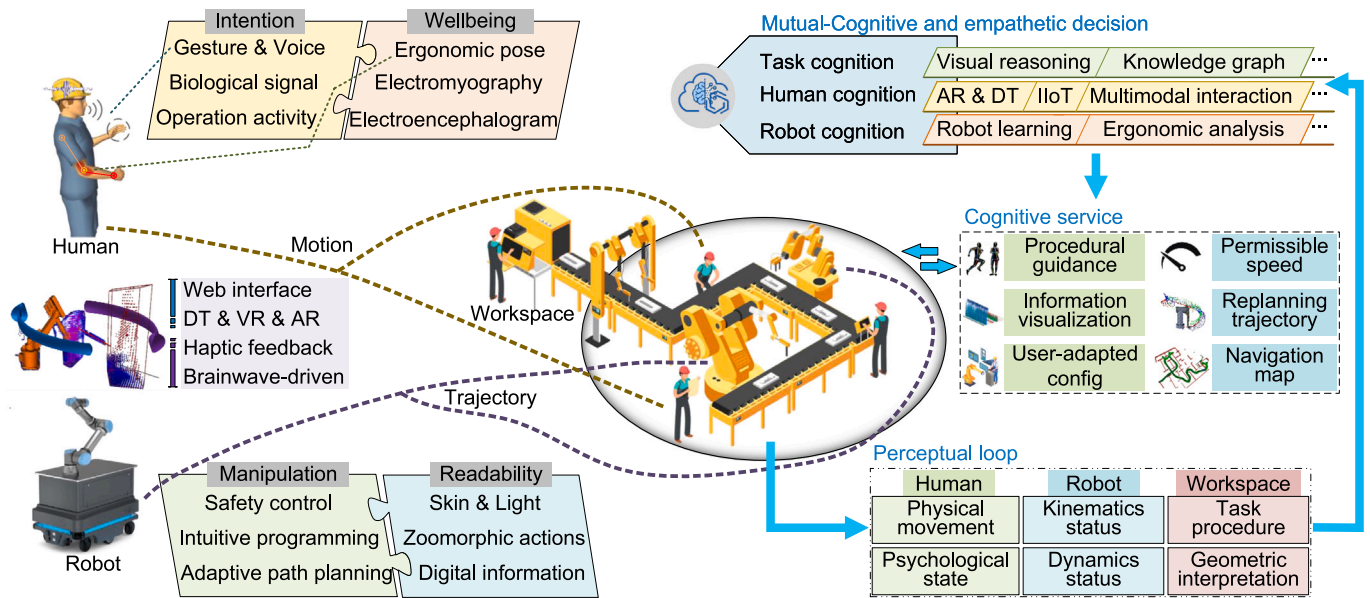 Intention
Wellbeing
Gesture & Voice
Biological signal
Operation activity
Ergonomic pose
Electromyography
Electroencephalogram
Human
Motion
Web interface
DT & VR & AR
Haptic feedback
Brainwave-driven
Workspace
Trajectory
Robot
Manipulation
Readability
Safety control
Intuitive programming
Adaptive path planning
Skin & Light
Zoomorphic actions
Digital information
Mutual-Cognitive and empathetic decision
Task cognition
Visual reasoning
Knowledge graph
...
Human cognition
AR & DT
IIoT
Multimodal interaction
...
Robot cognition
Robot learning
Ergonomic analysis
...
Cognitive service
Procedural
guidance
Permissible
speed
Information
visualization
Replanning
trajectory
User-adapted
config
Navigation
map
Perceptual loop
Human
Robot
Workspace
Physical
movement
Kinematics
status
Task
procedure
Psychological
state
Dynamics
status
Geometric
interpretation